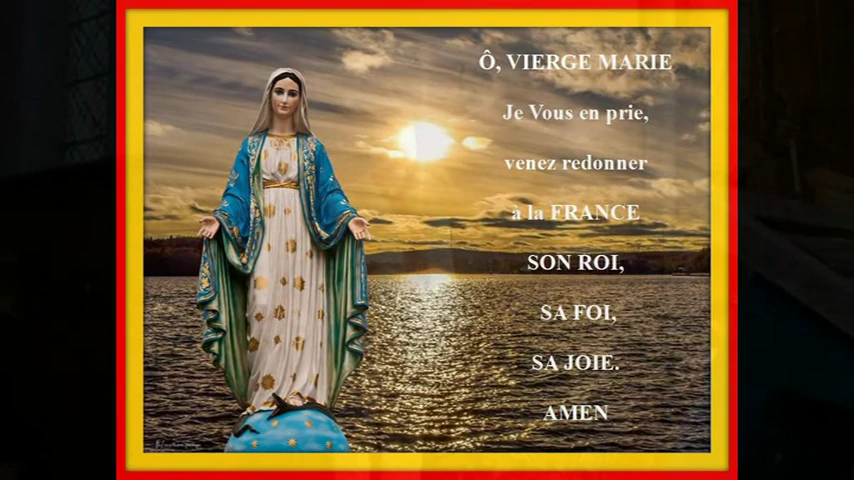 Ô, VIERGE MARIE
Je Vous en prie,
venez redonner
à la FRANCE
SON ROI,
SA FOI,
SA JOIE.
AMEN